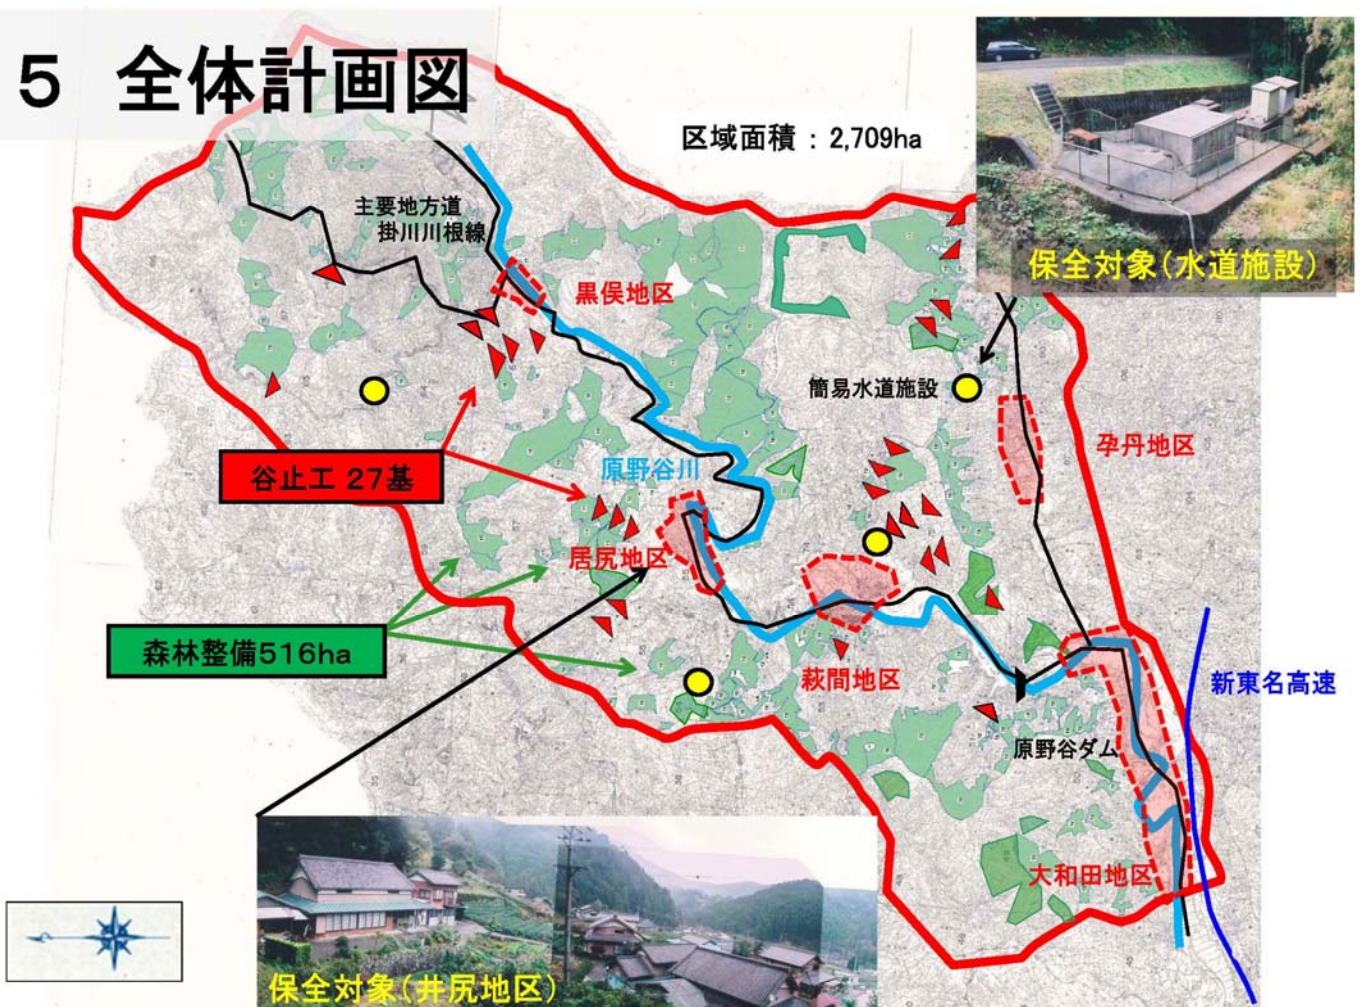 5 全体計画図
区域面積：2,709ha
主要地方道
掛川川根線
保全対象(水道施設)
黒俣地区
簡易水道施設
孕丹地区
谷止工 27基
原野谷川
居尻地区
森林整備516ha
萩間地区
新東名高速
原野谷ダム
大和田地区
保全対象(井尻地区)